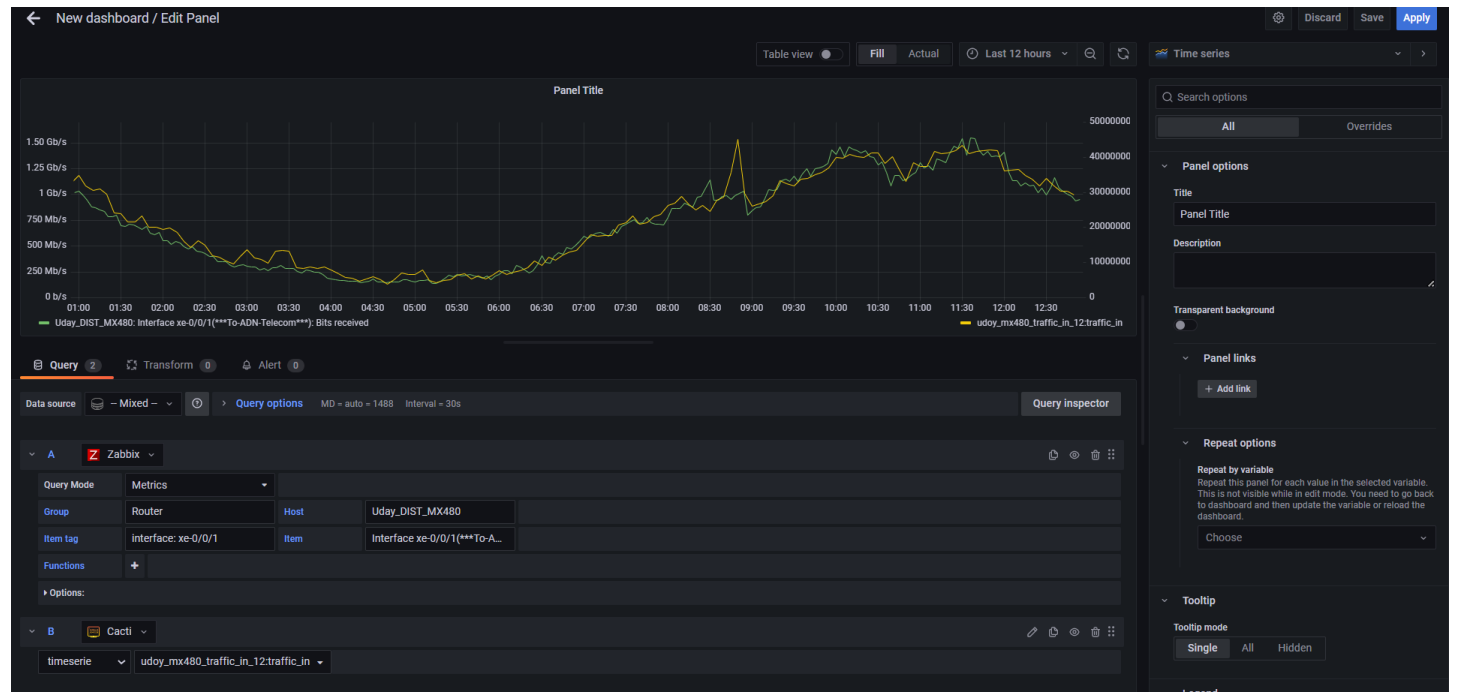 New dashboard / Edit Panel
Discard Save Apply
Table view Fill Actual Last 12 hours
Time series
Panel Title
1.50 Gb/s
1.25 Gb/s
1 Gb/s
750 Mb/s
500 Mb/s
250 Mb/s
0 b/s
50000000
40000000
30000000
20000000
10000000
0
01:00 01:30 02:00 02:30 03:00 03:30 04:00 04:30 05:00 05:30 06:00 06:30 07:00 07:30 08:00 08:30 09:00 09:30 10:00 10:30 11:00 11:30 12:00 12:30
Uday_DIST_MX480: Interface xe-0/0/1(***To-ADN-Telecom***): Bits received
udoy_mx480_traffic_in_12:traffic_in
Query 2 Transform 0 Alert 0
Data source -- Mixed -- Query options MD = auto = 1488 Interval = 30s Query inspector
A Zabbix
Query Mode Metrics
Group Router Host Uday_DIST_MX480
Item tag interface: xe-0/0/1 Item Interface xe-0/0/1(***To-A...
Functions +
Options:
B Cacti
timeserie udoy_mx480_traffic_in_12:traffic_in
Search options
All Overrides
Panel options
Title
Panel Title
Description
Transparent background
Panel links
+ Add link
Repeat options
Repeat by variable
Repeat this panel for each value in the selected variable.
This is not visible while in edit mode. You need to go back
to dashboard and then update the variable or reload the
dashboard.
Choose
Tooltip
Tooltip mode
Single All Hidden